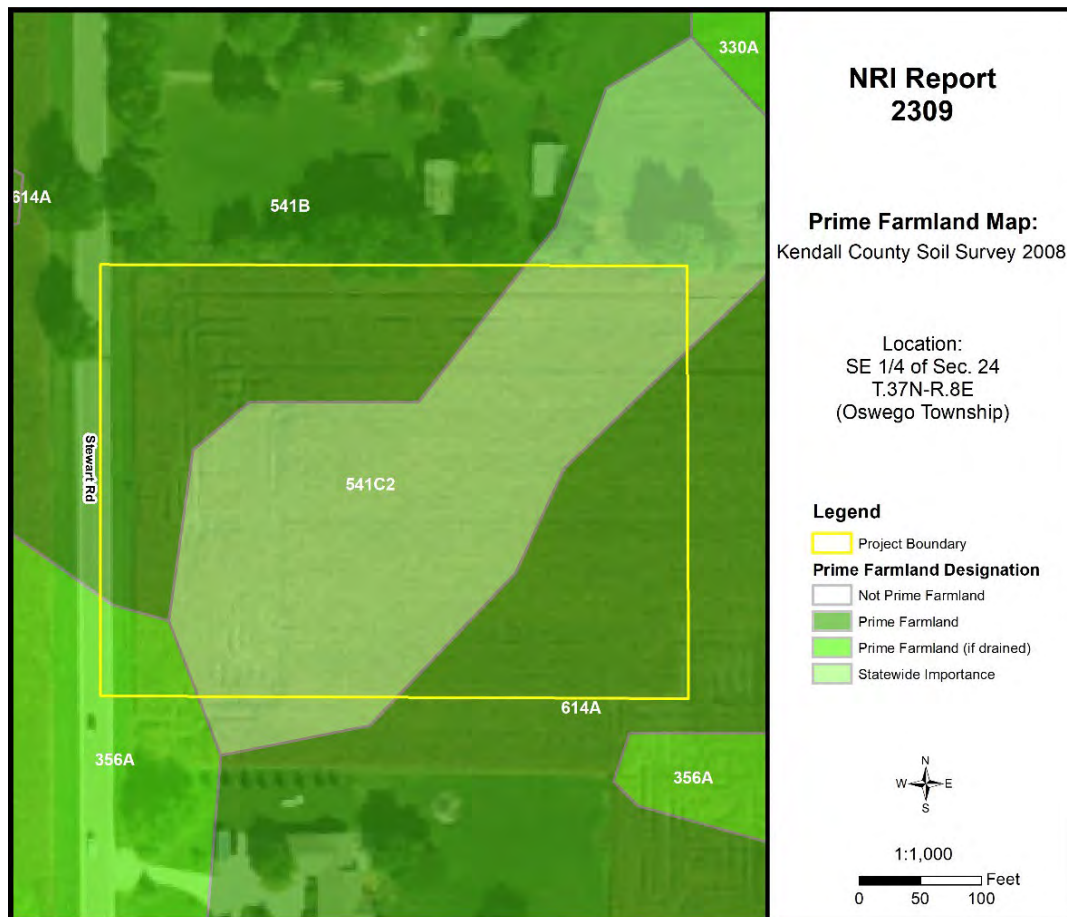 330A
614A
541B
Stewart Rd
541C2
614A
356A
356A
NRI Report
2309
Prime Farmland Map:
Kendall County Soil Survey 2008
Location:
SE 1/4 of Sec. 24
T.37N-R.8E
(Oswego Township)
Legend
Project Boundary
Prime Farmland Designation
Not Prime Farmland
Prime Farmland
Prime Farmland (if drained)
Statewide Importance
N
W E
S
1:1,000
Feet
0 50 100